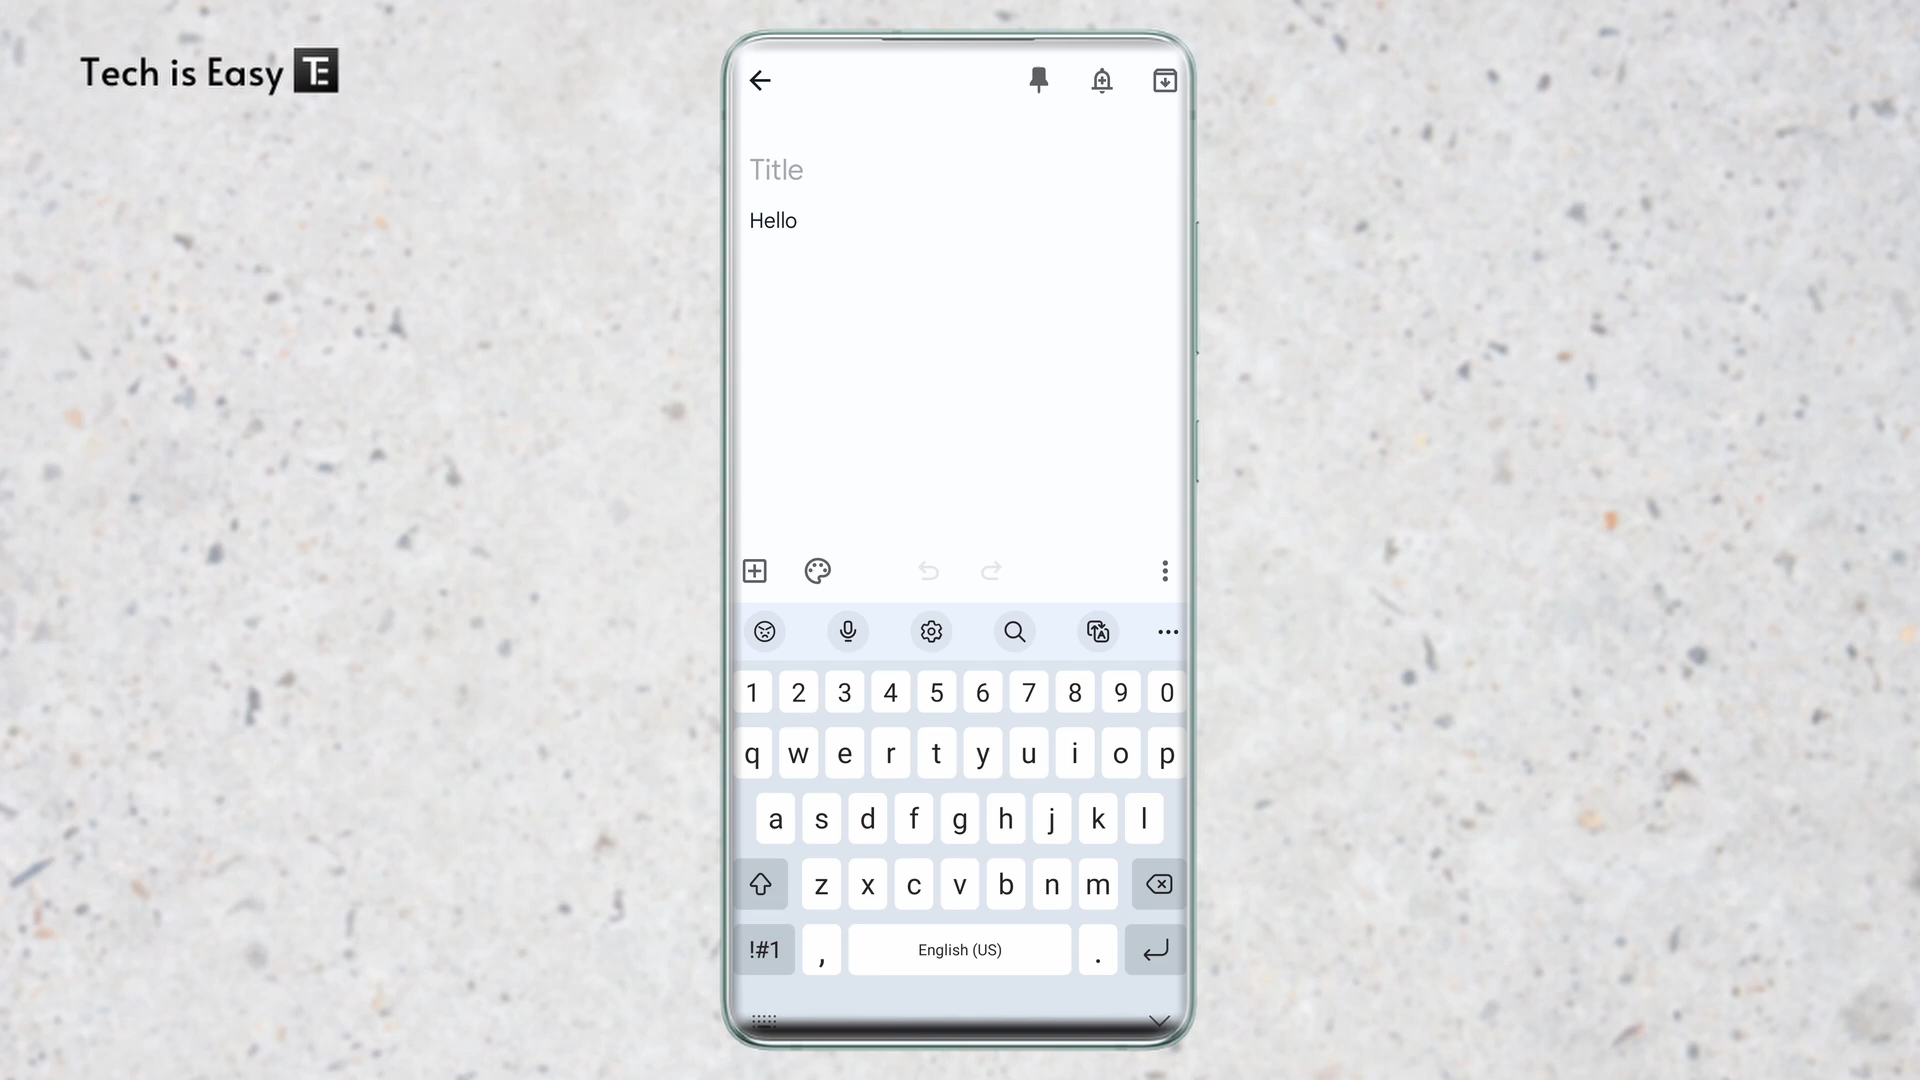 Tech is Easy TE
Title
Hello
1 2 3 4 5 6 7 8 9 0
q w e r t y u i o p
a s d f g h j k l
z x c v b n m
!#1 , English (US) .